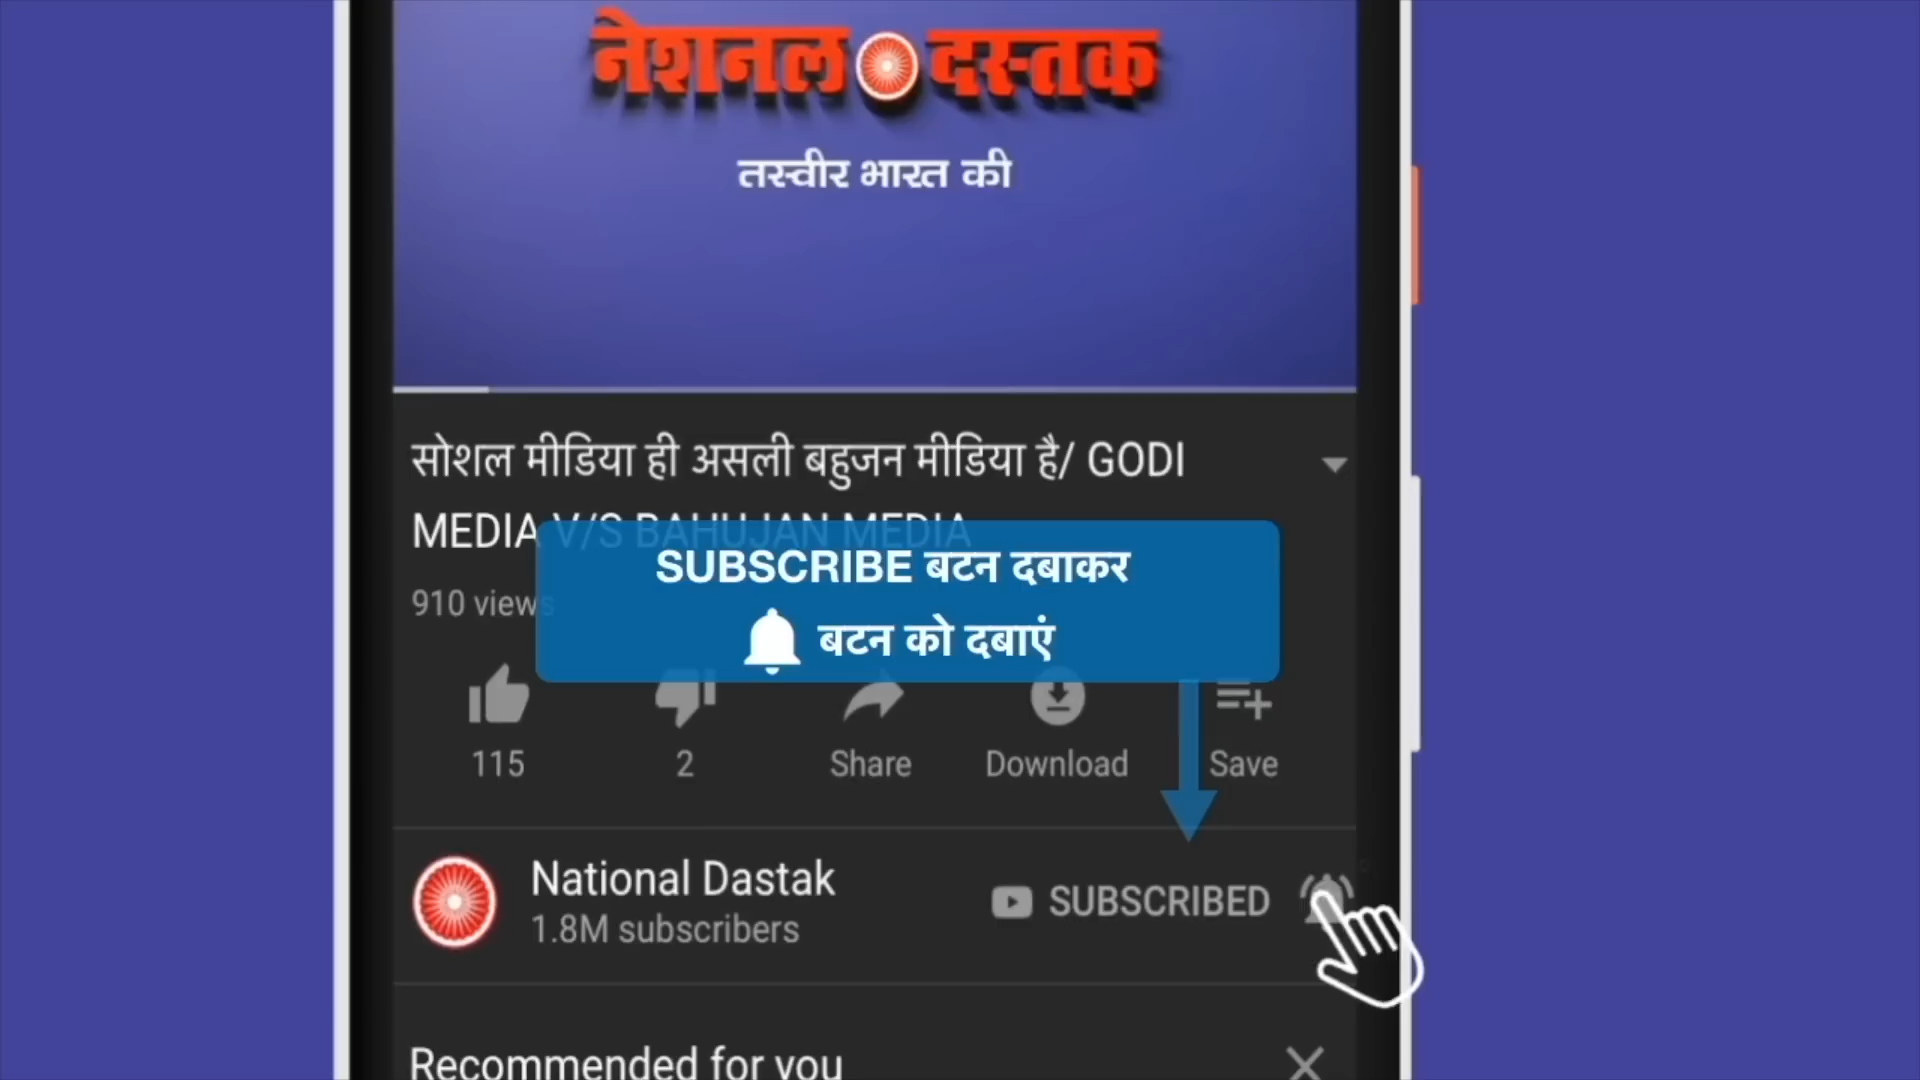 नेशनल दस्तक
तस्वीर भारत की
सोशल मीडिया ही असली बहुजन मीडिया है/ GODI
MEDIA V/S BAHUJAN MEDIA
SUBSCRIBE बटन दबाकर
बटन को दबाएं
910 views
115
2
Share
Download
Save
National Dastak
1.8M subscribers
SUBSCRIBED
Recommended for you